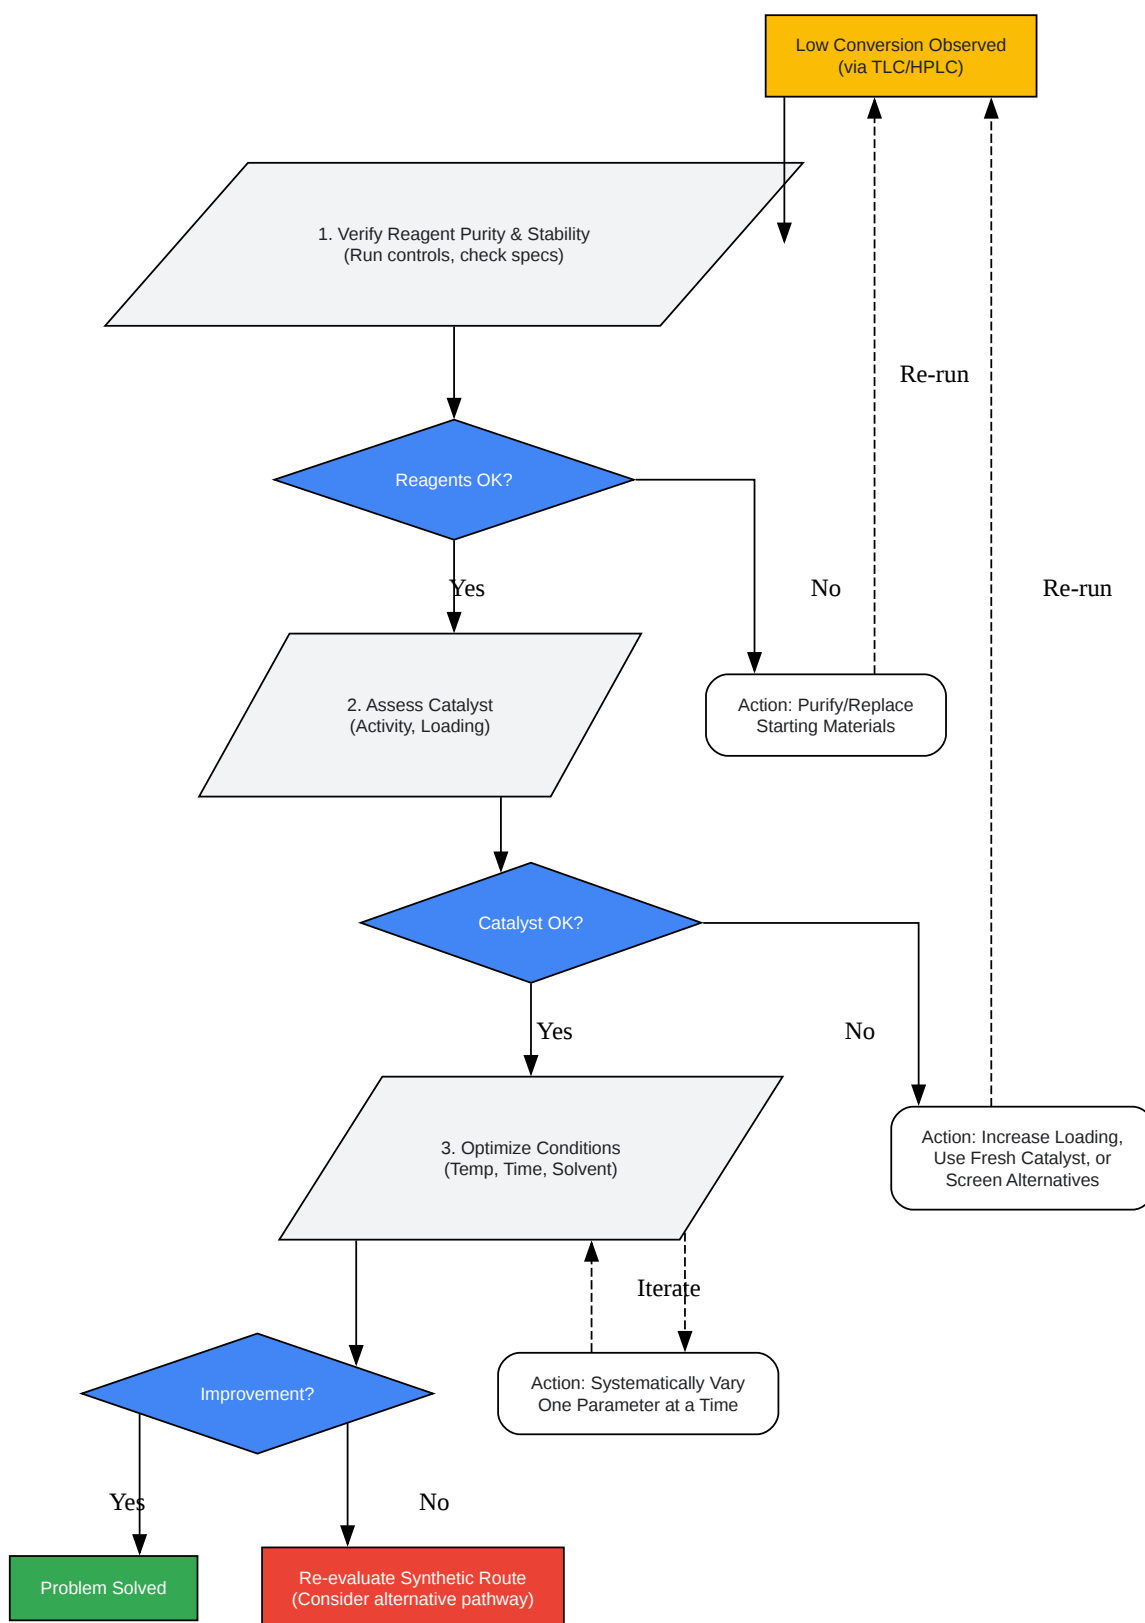 Low Conversion Observed
(via TLC/HPLC)
1. Verify Reagent Purity & Stability
(Run controls, check specs)
Re-run
Reagents OK?
Yes
No
Re-run
2. Assess Catalyst
(Activity, Loading)
Action: Purify/Replace
Starting Materials
Catalyst OK?
Yes
No
3. Optimize Conditions
(Temp, Time, Solvent)
Action: Increase Loading,
Use Fresh Catalyst, or
Screen Alternatives
Iterate
Improvement?
Action: Systematically Vary
One Parameter at a Time
Yes
No
Problem Solved
Re-evaluate Synthetic Route
(Consider alternative pathway)